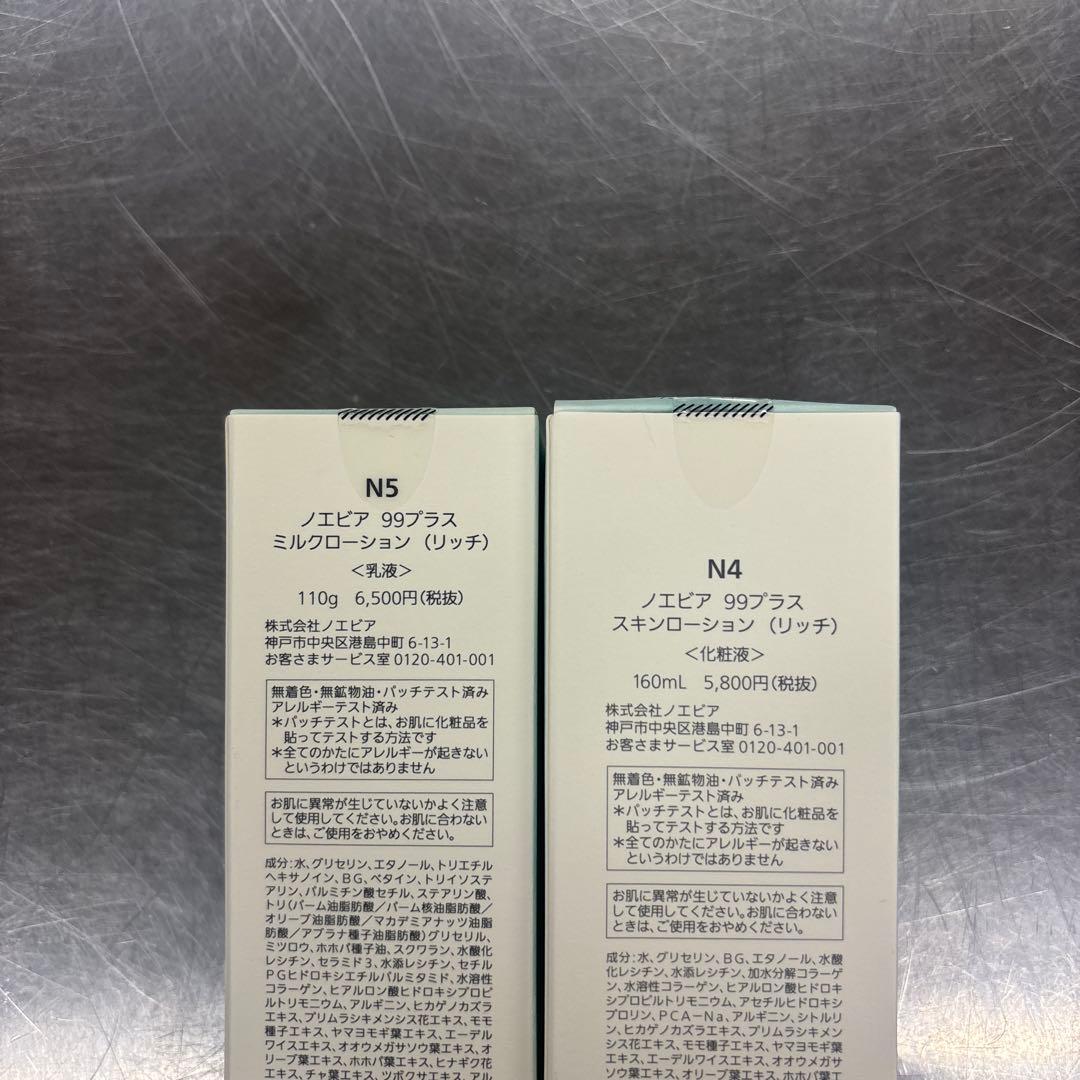 N5
ノエビア 99プラス
ミルクローション（リッチ）
＜乳液＞
110g 6,500円（税抜）
株式会社ノエビア
神戸市中央区港島中町 6-13-1
お客さまサービス室 0120-401-001
無着色・無鉱物油・パッチテスト済み
アレルギーテスト済み
＊パッチテストとは、お肌に化粧品を
貼ってテストする方法です
＊全てのかたにアレルギーが起きない
というわけではありません
お肌に異常が生じていないかよく注意
して使用してください。お肌に合わない
ときは、ご使用をおやめください。
成分：水、グリセリン、エタノール、トリエチル
ヘキサノイン、BG、ベタイン、トリイソステ
アリン、パルミチン酸セチル、ステアリン酸、
トリ（パーム油脂肪酸／パーム核油脂肪酸／
オリーブ油脂肪酸／マカデミアナッツ油脂
肪酸／アブラナ種子油脂肪酸）グリセリル、
ミツロウ、ホホバ種子油、スクワラン、水酸化
レシチン、セラミド3、水添レシチン、セチル
PGヒドロキシエチルパルミタミド、水溶性
コラーゲン、ヒアルロン酸ヒドロキシプロピ
ルトリモニウム、アルギニン、ヒカゲノカズラ
エキス、プリムラシキメンシス花エキス、モモ
種子エキス、ヤマヨモギ葉エキス、エーデル
ワイスエキス、オオウメガサソウ葉エキス、オ
リーブ葉エキス、ホホバ葉エキス、ヒナギク花
エキス、チャ葉エキス、ツボクサエキス、アル
N4
ノエビア 99プラス
スキンローション（リッチ）
＜化粧液＞
160mL 5,800円（税抜）
株式会社ノエビア
神戸市中央区港島中町 6-13-1
お客さまサービス室 0120-401-001
無着色・無鉱物油・パッチテスト済み
アレルギーテスト済み
＊パッチテストとは、お肌に化粧品を
貼ってテストする方法です
＊全てのかたにアレルギーが起きない
というわけではありません
お肌に異常が生じていないかよく注意
して使用してください。お肌に合わない
ときは、ご使用をおやめください。
成分：水、グリセリン、BG、エタノール、水酸
化レシチン、水添レシチン、加水分解コラーゲ
ン、水溶性コラーゲン、ヒアルロン酸ヒドロキ
シプロピルトリモニウム、アセチルヒドロキシ
プロリン、PCA-Na、アルギニン、シトルリ
ン、ヒカゲノカズラエキス、プリムラシキメン
シス花エキス、モモ種子エキス、ヤマヨモギ葉
エキス、エーデルワイスエキス、オオウメガサ
ソウ葉エキス、オリーブ葉エキス、ホホバ葉エ